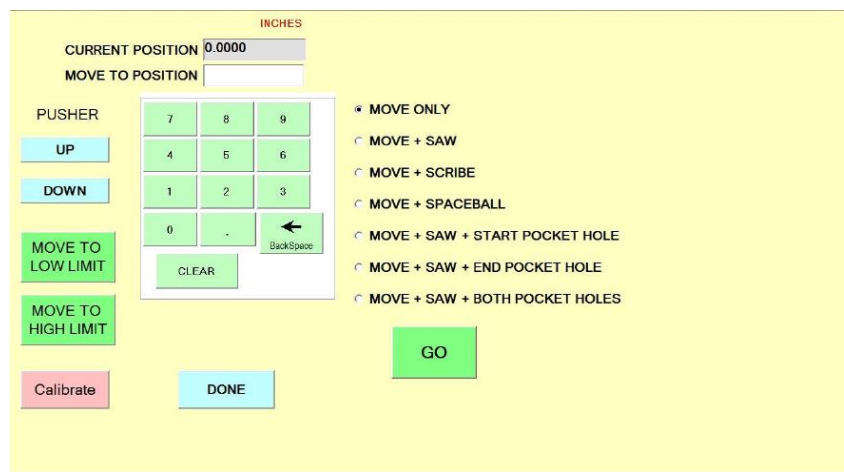 INCHES
CURRENT POSITION 0.0000
MOVE TO POSITION
PUSHER
UP
DOWN
MOVE TO
LOW LIMIT
MOVE TO
HIGH LIMIT
Calibrate
7 8 9
4 5 6
1 2 3
0 .
BackSpace
CLEAR
DONE
MOVE ONLY
MOVE + SAW
MOVE + SCRIBE
MOVE + SPACEBALL
MOVE + SAW + START POCKET HOLE
MOVE + SAW + END POCKET HOLE
MOVE + SAW + BOTH POCKET HOLES
GO